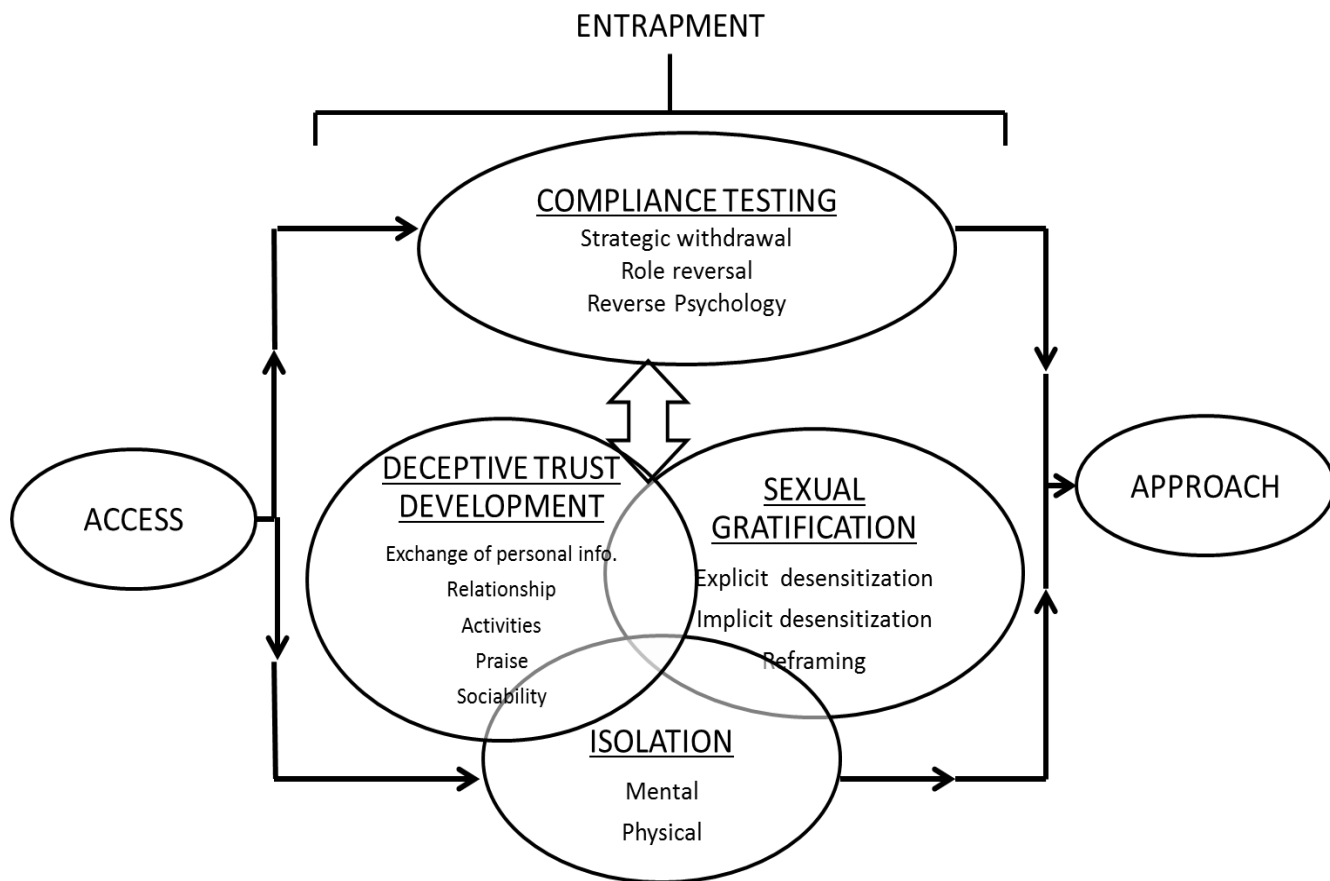 ENTRAPMENT
COMPLIANCE TESTING
Strategic withdrawal
Role reversal
Reverse Psychology
ACCESS
DECEPTIVE TRUST
DEVELOPMENT
Exchange of personal info.
Relationship
Activities
Praise
Sociability
SEXUAL
GRATIFICATION
Explicit desensitization
Implicit desensitization
Reframing
ISOLATION
Mental
Physical
APPROACH